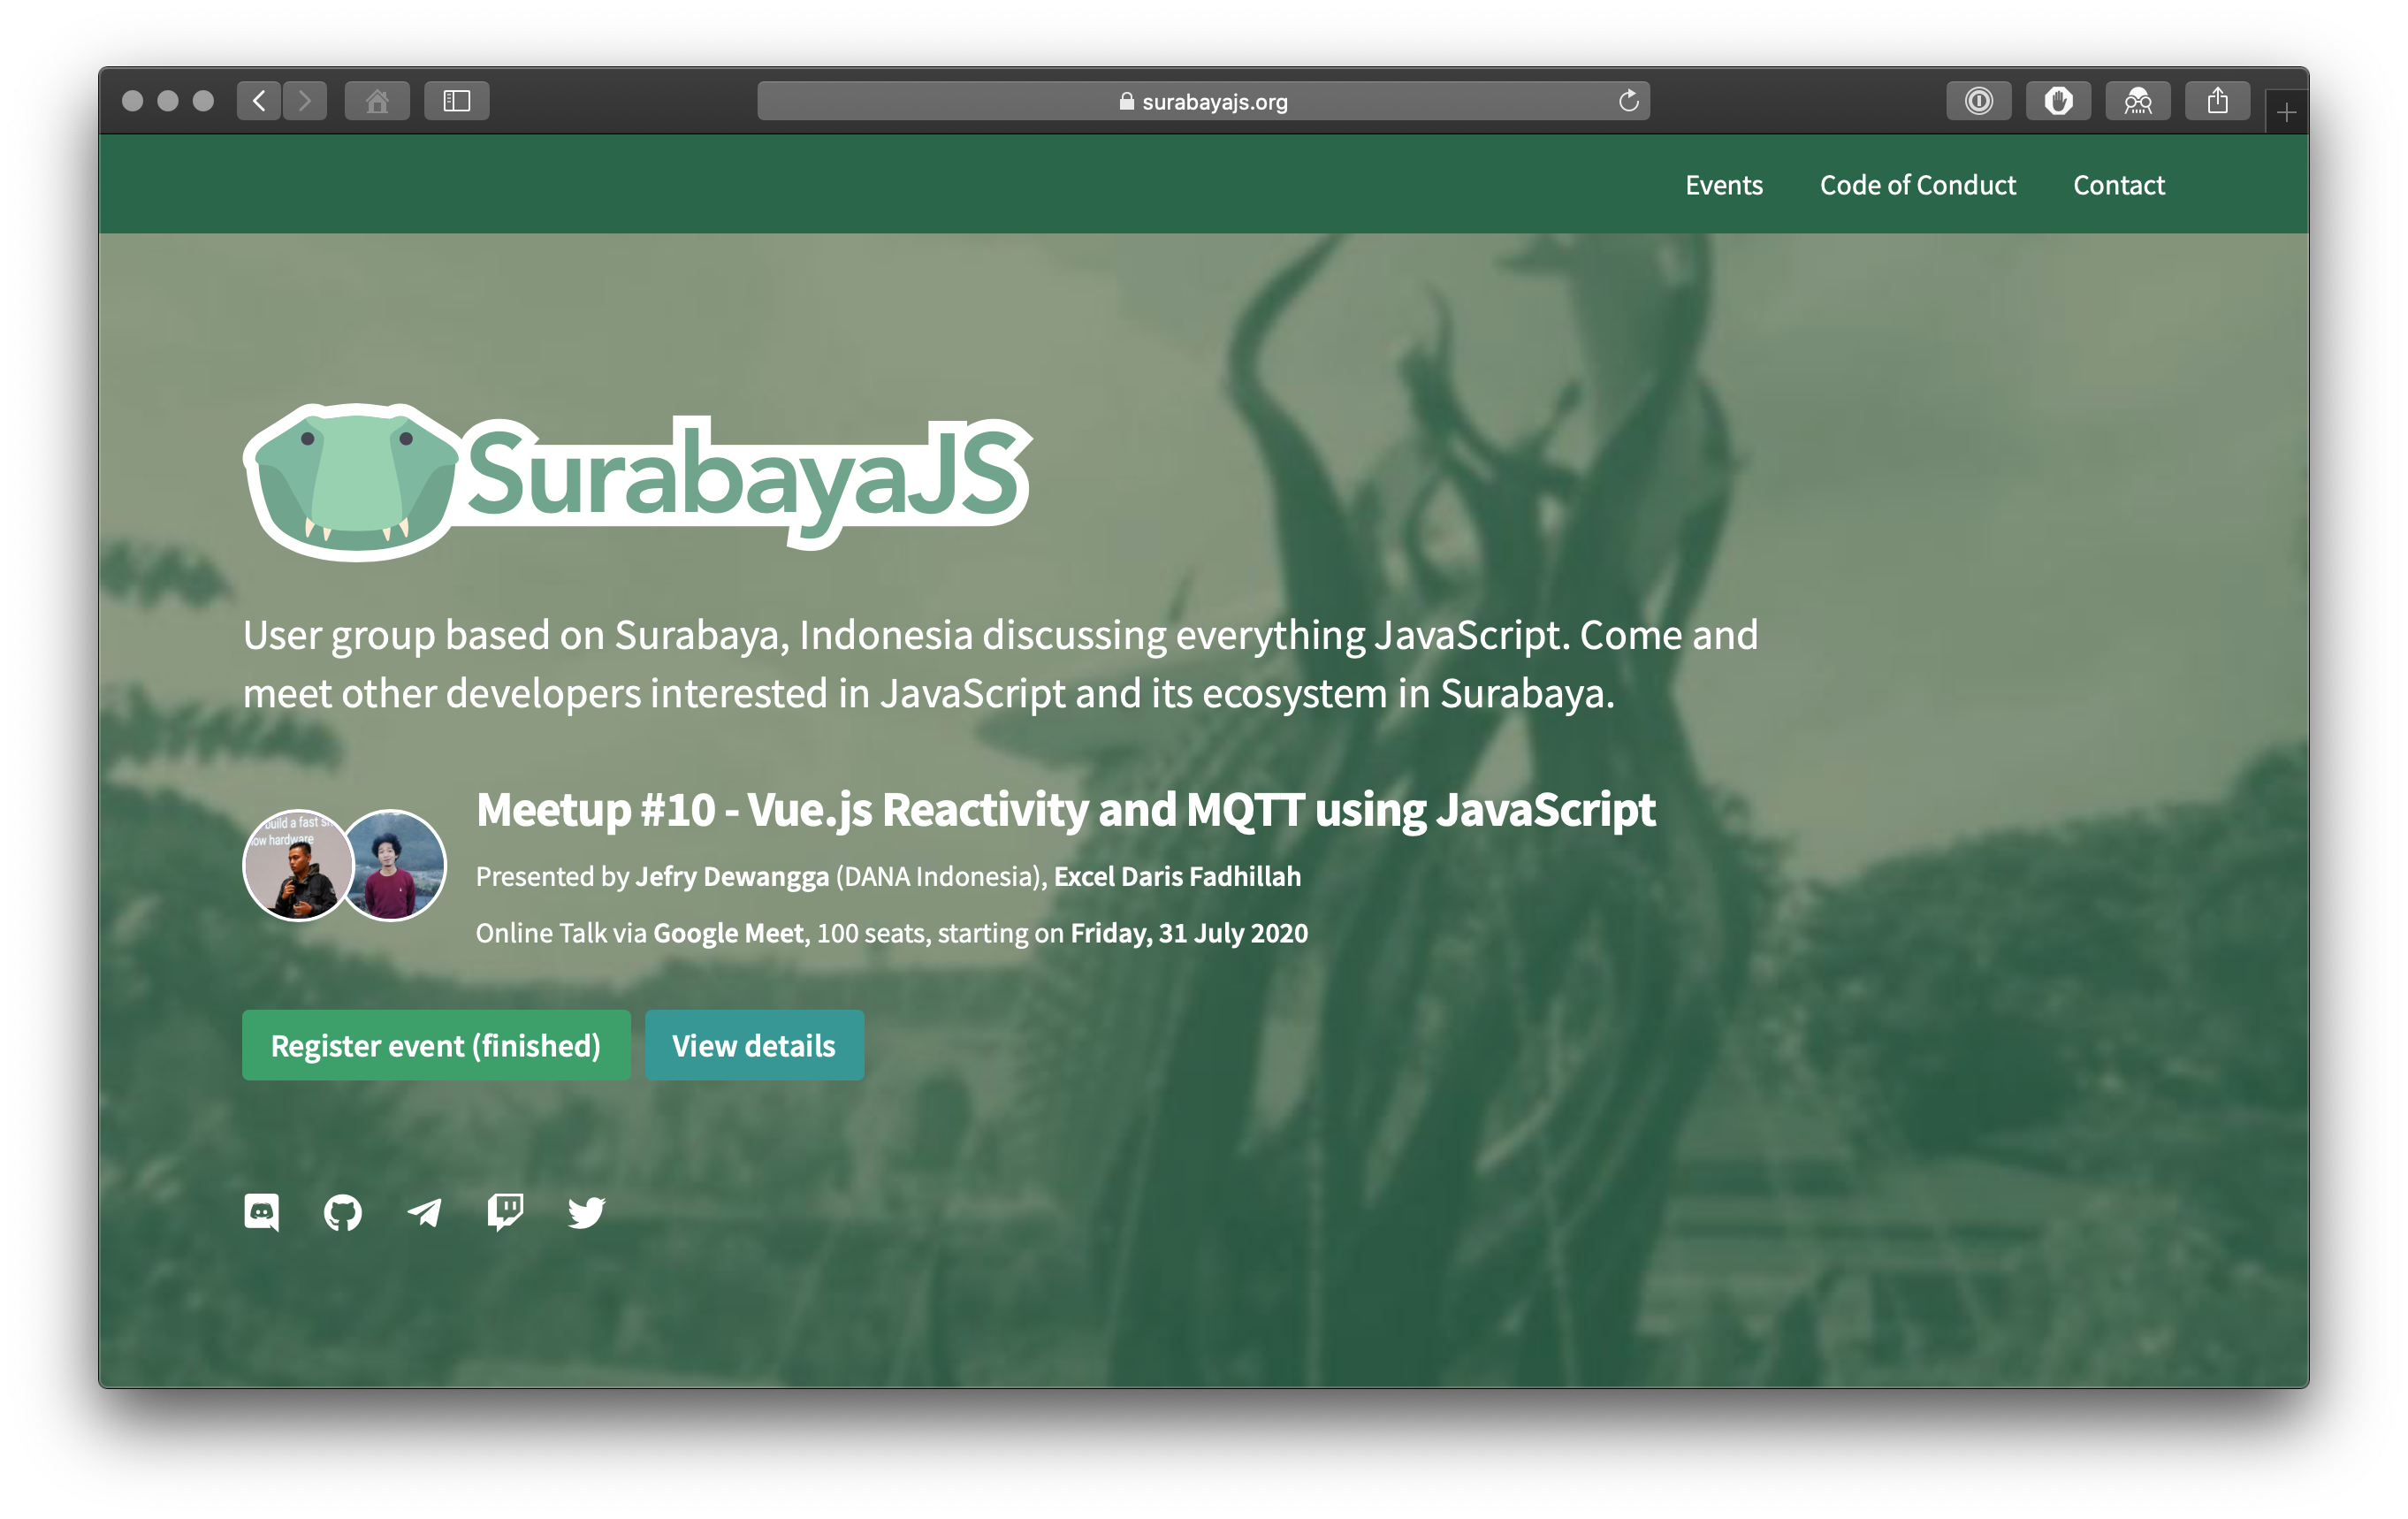 surabayajs.org
Events Code of Conduct Contact
SurabayaJS
User group based on Surabaya, Indonesia discussing everything JavaScript. Come and
meet other developers interested in JavaScript and its ecosystem in Surabaya.
Meetup #10 - Vue.js Reactivity and MQTT using JavaScript
build a fast
hardware
Presented by Jefry Dewangga (DANA Indonesia), Excel Daris Fadhillah
Online Talk via Google Meet, 100 seats, starting on Friday, 31 July 2020
Register event (finished) View details